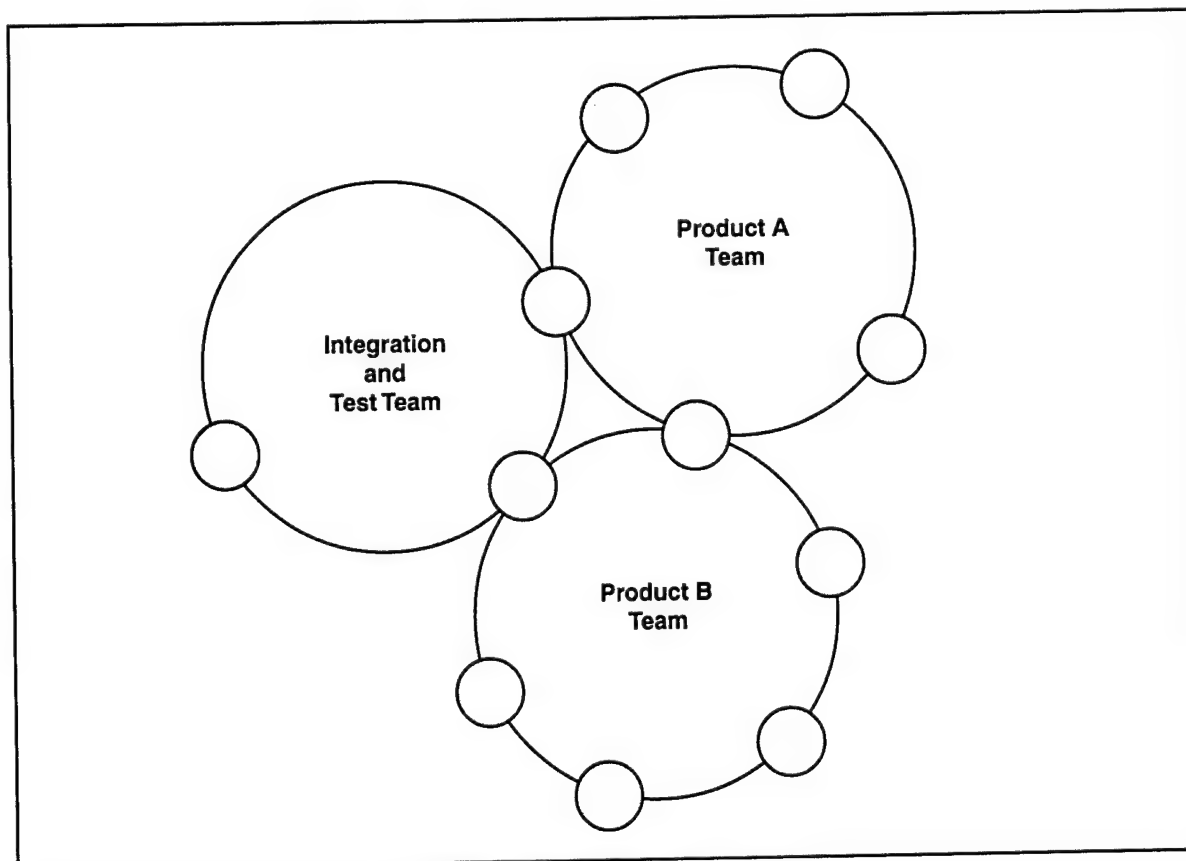 Product A
Team
Integration
and
Test Team
Product B
Team